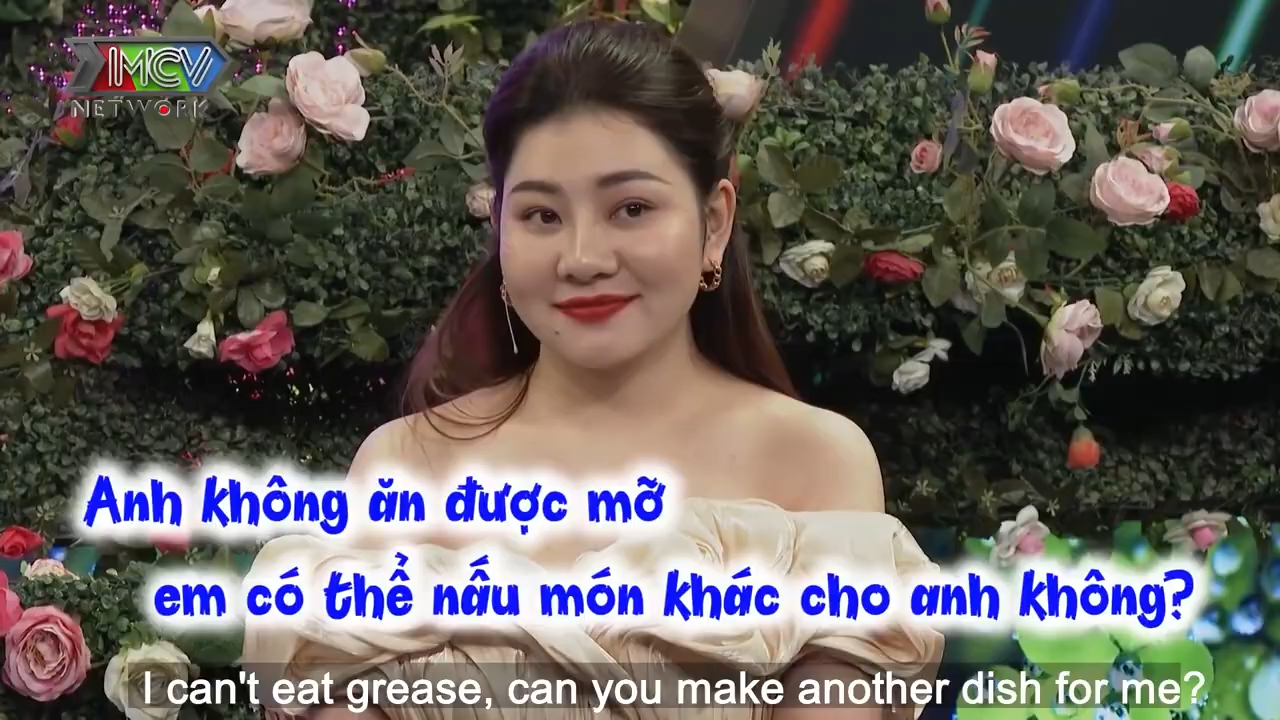 MCV
NETWORK
Anh không ăn được mỡ
em có thể nấu món khác cho anh không?
I can't eat grease, can you make another dish for me?